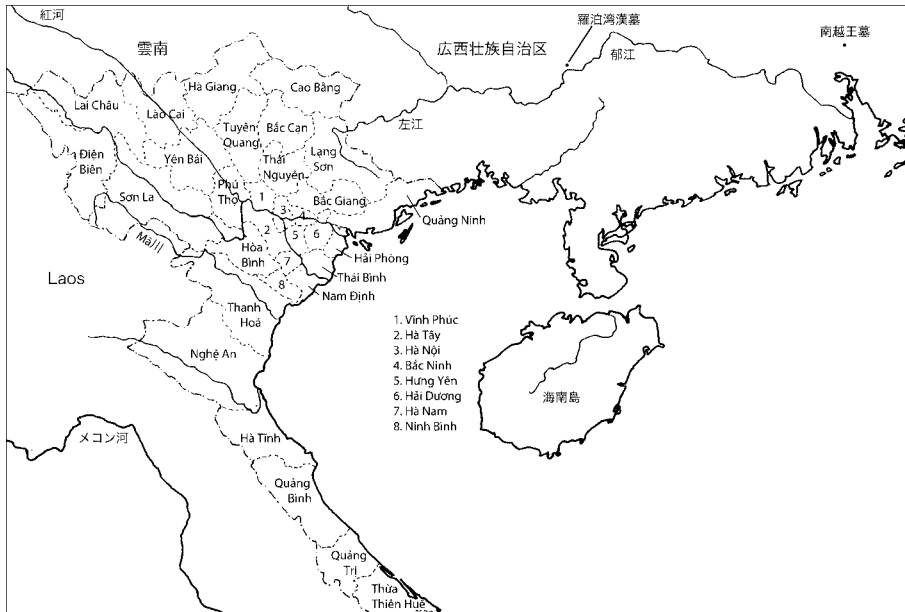 紅河
雲南
広西壮族自治区
羅泊湾漢墓
南越王墓
郁江
Hà Giang
Cao Bằng
Lai Châu
Lào Cai
左江
Tuyên
Quang
Bắc Cạn
Điện
Biên
Yên Bái
Thái
Nguyên
Lạng
Sơn
Sơn La
Phú
Thọ
Bắc Giang
Quảng Ninh
1
2
3
4
5
6
7
8
Mã川
Hòa
Bình
Hải Phòng
Thái Bình
Nam Định
Laos
Thanh
Hoá
Nghệ An
1. Vĩnh Phúc
2. Hà Tây
3. Hà Nội
4. Bắc Ninh
5. Hưng Yên
6. Hải Dương
7. Hà Nam
8. Ninh Bình
海南島
メコン河
Hà Tĩnh
Quảng
Bình
Quảng
Trị
Thừa
Thiên Huế